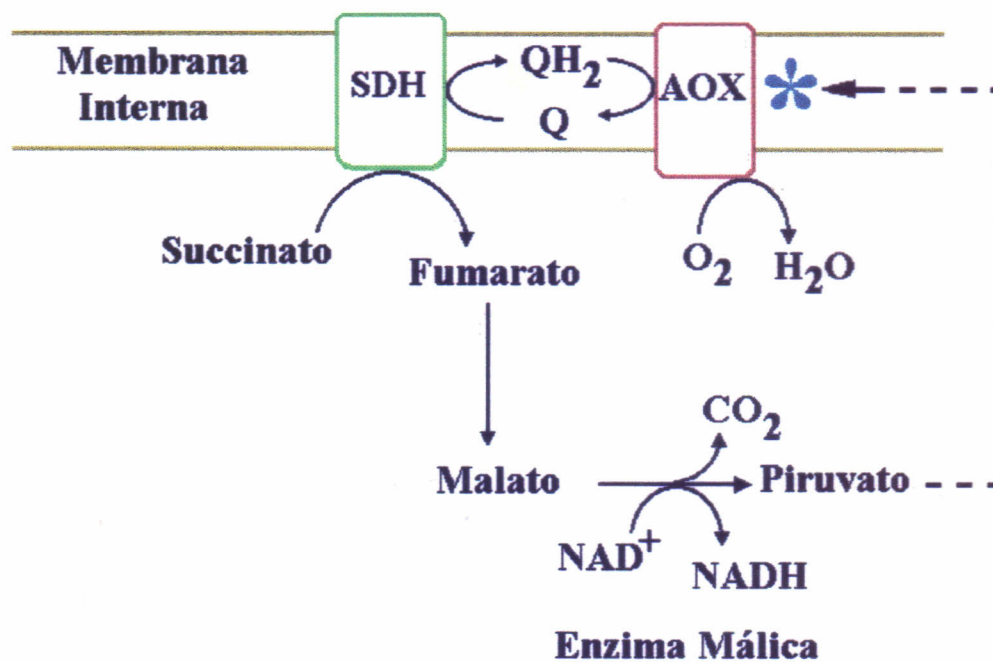 Membrana
Interna
SDH
QH2
Q
AOX
*
Succinato
Fumarato
O2
H2O
CO2
Malato
Piruvato
NAD+
NADH
Enzima Málica